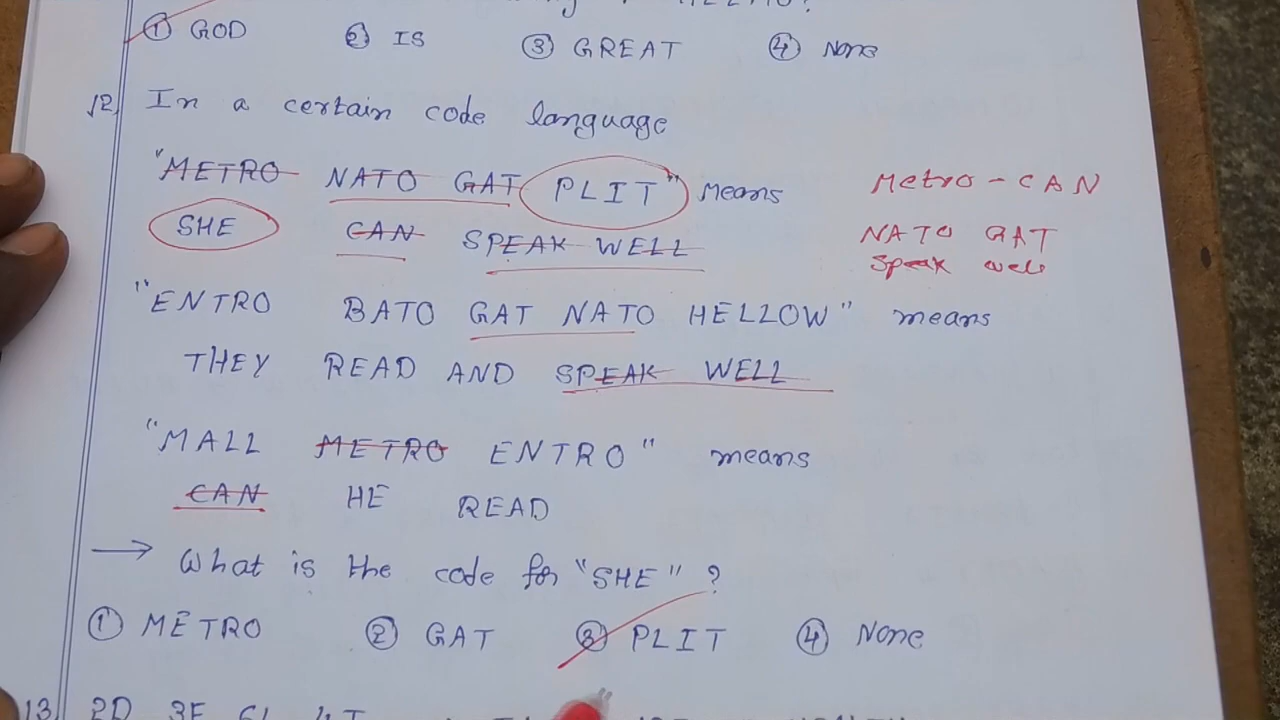 ① GOD ② IS ③ GREAT ④ None
12) In a certain code language
"METRO NATO GAT PLIT" Means
SHE CAN SPEAK WELL
Metro - CAN
NATO GAT
Speak well
"ENTRO BATO GAT NATO HELLOW" means
THEY READ AND SPEAK WELL
"MALL METRO ENTRO" means
CAN HE READ
→ What is the code for "SHE" ?
① METRO ② GAT ③ PLIT ④ None
13) 2D 3F